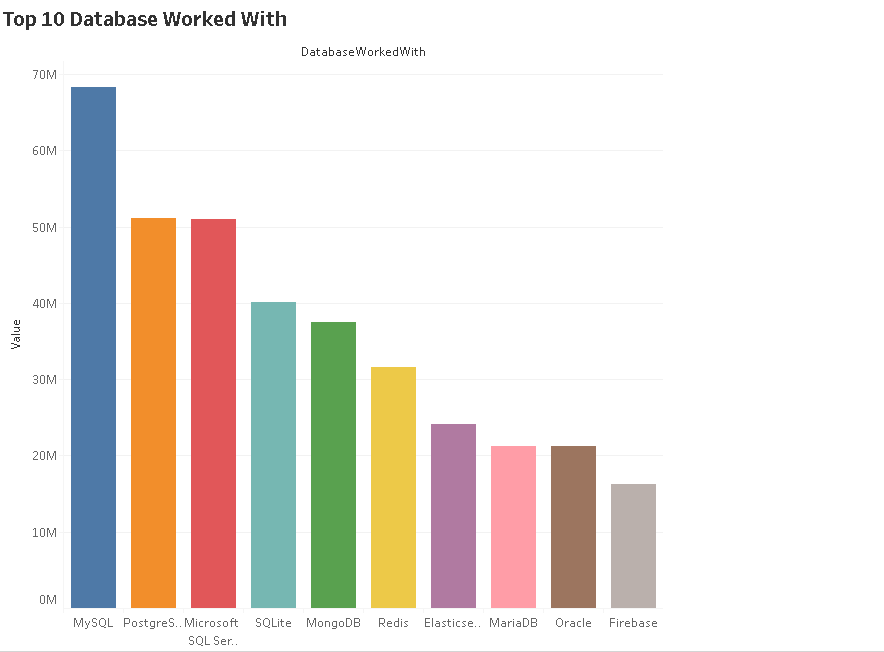 Top 10 Database Worked With
DatabaseWorkedWith
70M
60M
50M
40M
30M
20M
10M
0M
Value
MySQL PostgreS.. Microsoft SQLite MongoDB Redis Elasticse.. MariaDB Oracle Firebase
SQL Ser..